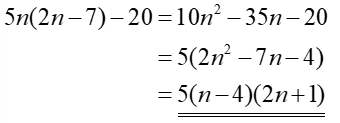 5n(2n−7)−20 = 10n²−35n−20
= 5(2n²−7n−4)
= 5(n−4)(2n+1)